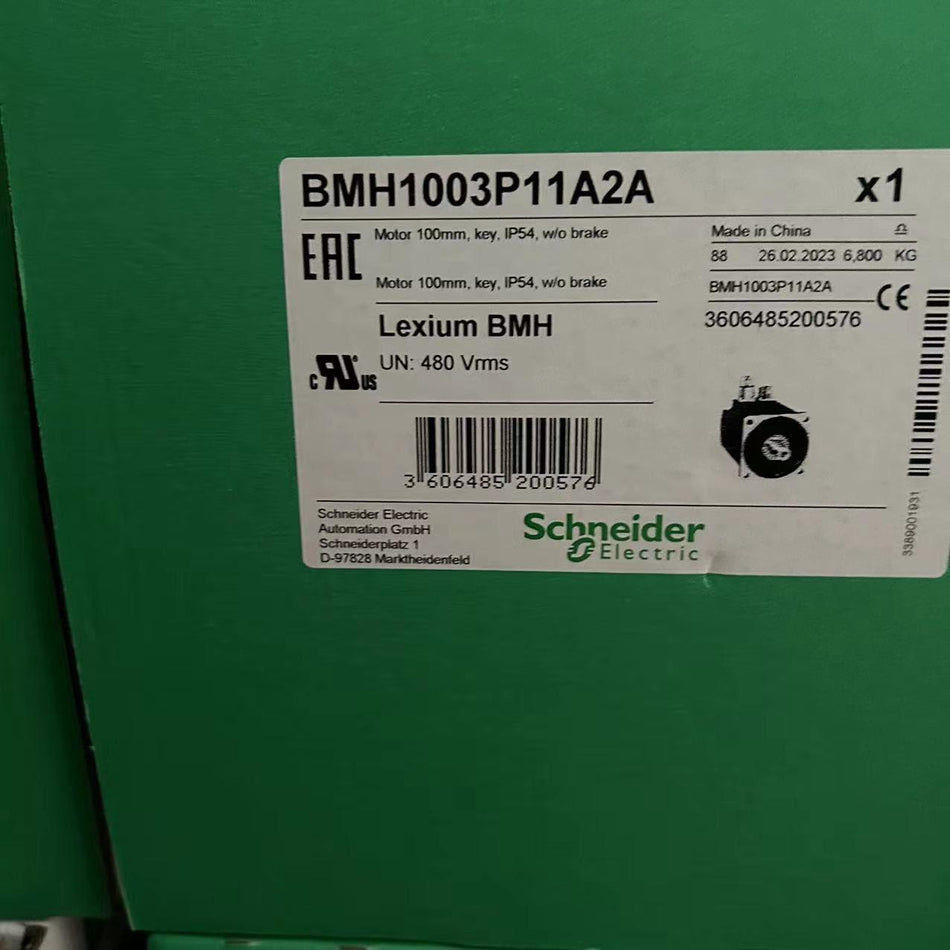 BMH1003P11A2A x1
EAC
Motor 100mm, key, IP54, w/o brake
Motor 100mm, key, IP54, w/o brake
Made in China
88 26.02.2023 6,800 KG
BMH1003P11A2A
CE
3606485200576
Lexium BMH
UN: 480 Vrms
c RU US
3 606485 200576
Schneider Electric
Automation GmbH
Schneiderplatz 1
D-97828 Marktheidenfeld
Schneider
Electric
3389001931